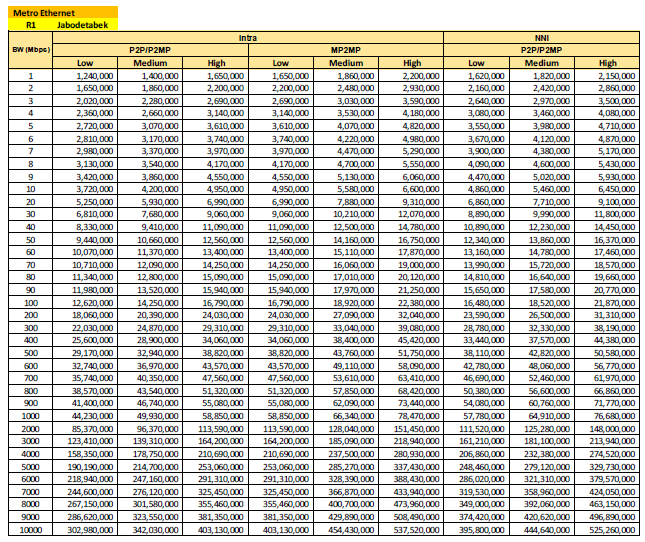 Metro Ethernet
R1 Jabodetabek
BW (Mbps) Intra NNI
P2P/P2MP MP2MP P2P/P2MP
Low Medium High Low Medium High Low Medium High
1 1,240,000 1,400,000 1,650,000 1,650,000 1,860,000 2,200,000 1,620,000 1,820,000 2,150,000
2 1,650,000 1,860,000 2,200,000 2,200,000 2,480,000 2,930,000 2,160,000 2,420,000 2,860,000
3 2,020,000 2,280,000 2,690,000 2,690,000 3,030,000 3,590,000 2,640,000 2,970,000 3,500,000
4 2,360,000 2,660,000 3,140,000 3,140,000 3,530,000 4,180,000 3,080,000 3,460,000 4,080,000
5 2,720,000 3,070,000 3,610,000 3,610,000 4,070,000 4,820,000 3,550,000 3,980,000 4,710,000
6 2,810,000 3,170,000 3,740,000 3,740,000 4,220,000 4,980,000 3,670,000 4,120,000 4,870,000
7 2,980,000 3,370,000 3,970,000 3,970,000 4,470,000 5,290,000 3,900,000 4,380,000 5,170,000
8 3,130,000 3,540,000 4,170,000 4,170,000 4,700,000 5,550,000 4,090,000 4,600,000 5,430,000
9 3,420,000 3,860,000 4,550,000 4,550,000 5,130,000 6,060,000 4,470,000 5,020,000 5,930,000
10 3,720,000 4,200,000 4,950,000 4,950,000 5,580,000 6,600,000 4,860,000 5,460,000 6,450,000
20 5,250,000 5,930,000 6,990,000 6,990,000 7,880,000 9,310,000 6,860,000 7,710,000 9,100,000
30 6,810,000 7,680,000 9,060,000 9,060,000 10,210,000 12,070,000 8,890,000 9,990,000 11,800,000
40 8,330,000 9,410,000 11,090,000 11,090,000 12,500,000 14,780,000 10,890,000 12,230,000 14,450,000
50 9,440,000 10,660,000 12,560,000 12,560,000 14,160,000 16,750,000 12,340,000 13,860,000 16,370,000
60 10,070,000 11,370,000 13,400,000 13,400,000 15,110,000 17,870,000 13,160,000 14,780,000 17,460,000
70 10,710,000 12,090,000 14,250,000 14,250,000 16,060,000 19,000,000 13,990,000 15,720,000 18,570,000
80 11,340,000 12,800,000 15,090,000 15,090,000 17,010,000 20,120,000 14,810,000 16,640,000 19,660,000
90 11,980,000 13,520,000 15,940,000 15,940,000 17,970,000 21,250,000 15,650,000 17,580,000 20,770,000
100 12,620,000 14,250,000 16,790,000 16,790,000 18,920,000 22,380,000 16,480,000 18,520,000 21,870,000
200 18,060,000 20,390,000 24,030,000 24,030,000 27,090,000 32,040,000 23,590,000 26,500,000 31,310,000
300 22,030,000 24,870,000 29,310,000 29,310,000 33,040,000 39,080,000 28,780,000 32,330,000 38,190,000
400 25,600,000 28,900,000 34,060,000 34,060,000 38,400,000 45,420,000 33,440,000 37,570,000 44,380,000
500 29,170,000 32,940,000 38,820,000 38,820,000 43,760,000 51,750,000 38,110,000 42,820,000 50,580,000
600 32,740,000 36,970,000 43,570,000 43,570,000 49,110,000 58,090,000 42,780,000 48,060,000 56,770,000
700 35,740,000 40,350,000 47,560,000 47,560,000 53,610,000 63,410,000 46,690,000 52,460,000 61,970,000
800 38,570,000 43,540,000 51,320,000 51,320,000 57,850,000 68,420,000 50,380,000 56,600,000 66,860,000
900 41,400,000 46,740,000 55,080,000 55,080,000 62,090,000 73,440,000 54,080,000 60,760,000 71,770,000
1000 44,230,000 49,930,000 58,850,000 58,850,000 66,340,000 78,470,000 57,780,000 64,910,000 76,680,000
2000 85,370,000 96,370,000 113,590,000 113,590,000 128,040,000 151,450,000 111,520,000 125,280,000 148,000,000
3000 123,410,000 139,310,000 164,200,000 164,200,000 185,090,000 218,940,000 161,210,000 181,100,000 213,940,000
4000 158,350,000 178,750,000 210,690,000 210,690,000 237,500,000 280,930,000 206,860,000 232,380,000 274,520,000
5000 190,190,000 214,700,000 253,060,000 253,060,000 285,270,000 337,430,000 248,460,000 279,120,000 329,730,000
6000 218,940,000 247,160,000 291,310,000 291,310,000 328,390,000 388,430,000 286,020,000 321,310,000 379,570,000
7000 244,600,000 276,120,000 325,450,000 325,450,000 366,870,000 433,940,000 319,530,000 358,960,000 424,050,000
8000 267,150,000 301,580,000 355,460,000 355,460,000 400,700,000 473,960,000 349,000,000 392,060,000 463,150,000
9000 286,620,000 323,550,000 381,350,000 381,350,000 429,890,000 508,490,000 374,420,000 420,620,000 496,890,000
10000 302,980,000 342,030,000 403,130,000 403,130,000 454,430,000 537,520,000 395,800,000 444,640,000 525,260,000